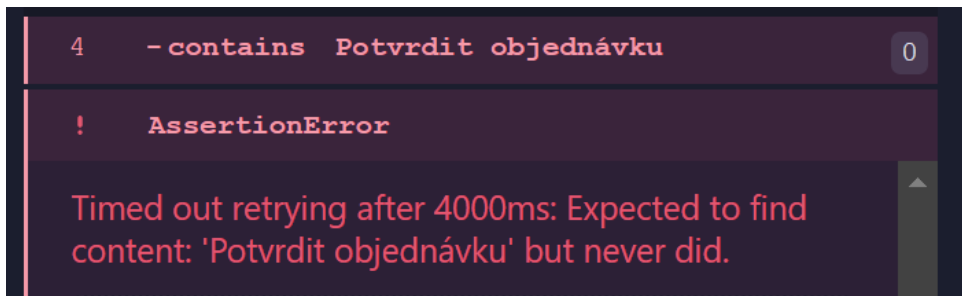 4 -contains Potvrdit objednávku 0
! AssertionError
Timed out retrying after 4000ms: Expected to find
content: 'Potvrdit objednávku' but never did.